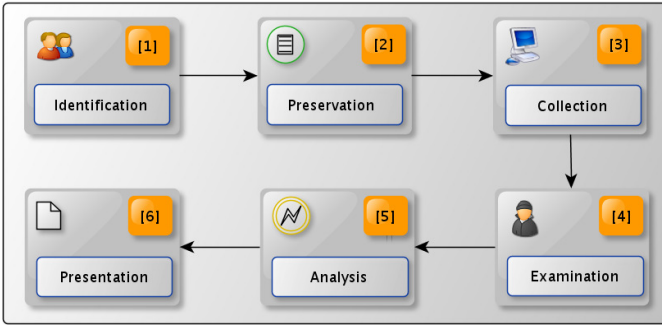 [1]
Identification
[2]
Preservation
[3]
Collection
[4]
Examination
[5]
Analysis
[6]
Presentation